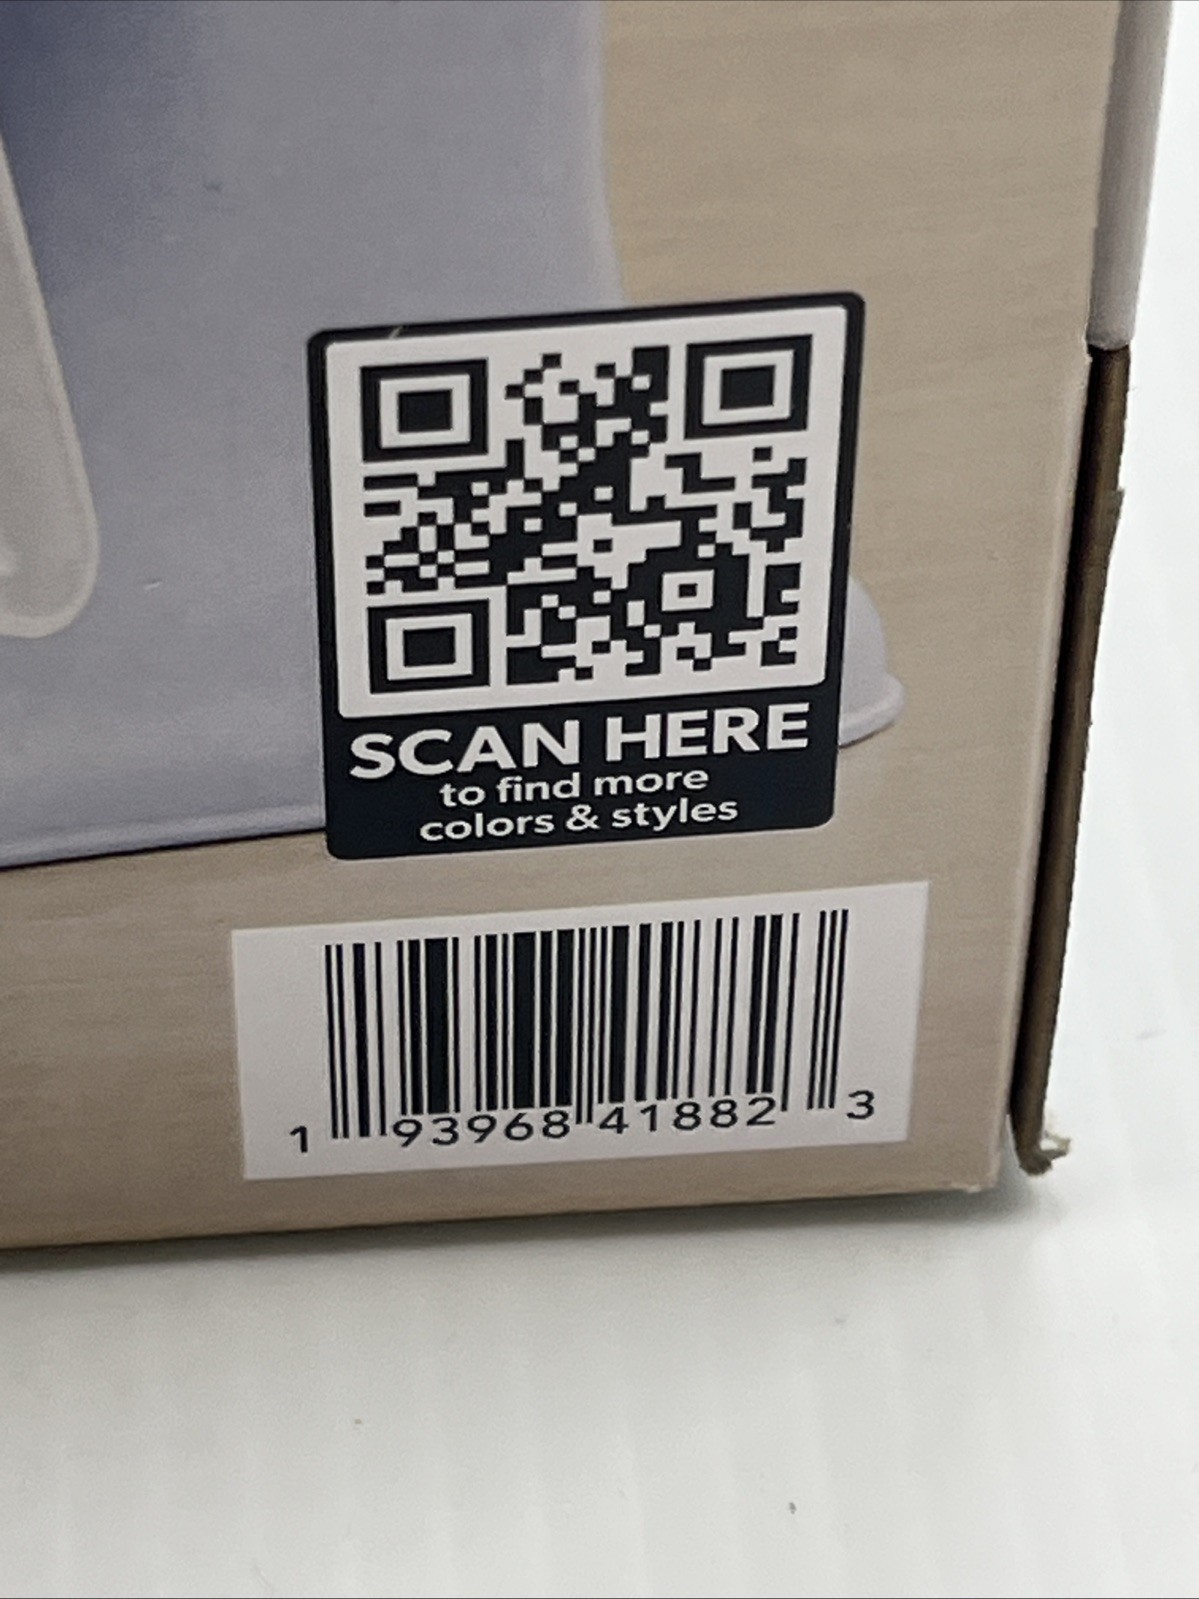 SCAN HERE
to find more
colors & styles
1 93968 41882 3